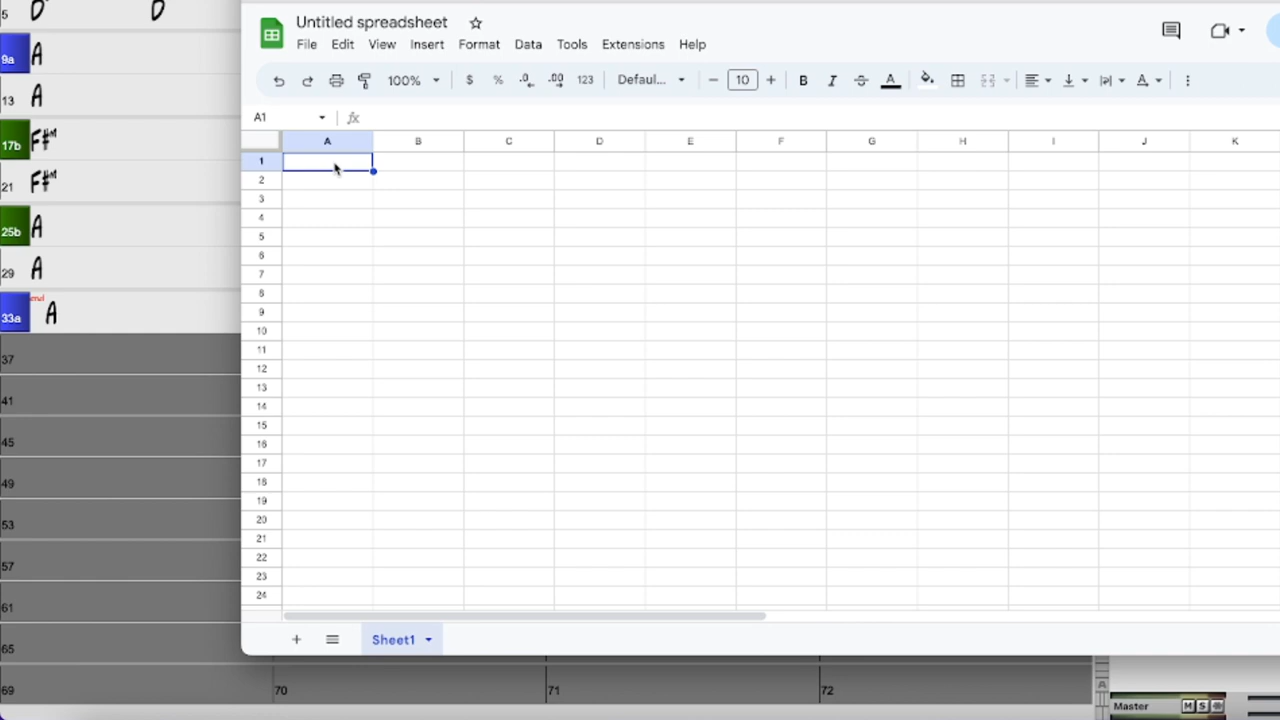 5 D D
9a A
13 A
17b F#m
21 F#m
25b A
29 A
33a A
37
41
45
49
53
57
61
65
69 70 71 72
Untitled spreadsheet
File Edit View Insert Format Data Tools Extensions Help
100% $ % .0 .00 123 Defaul... − 10 + B I S A A
A1 fx
A B C D E F G H I J K
1
2
3
4
5
6
7
8
9
10
11
12
13
14
15
16
17
18
19
20
21
22
23
24
+ Sheet1
A
Master M S